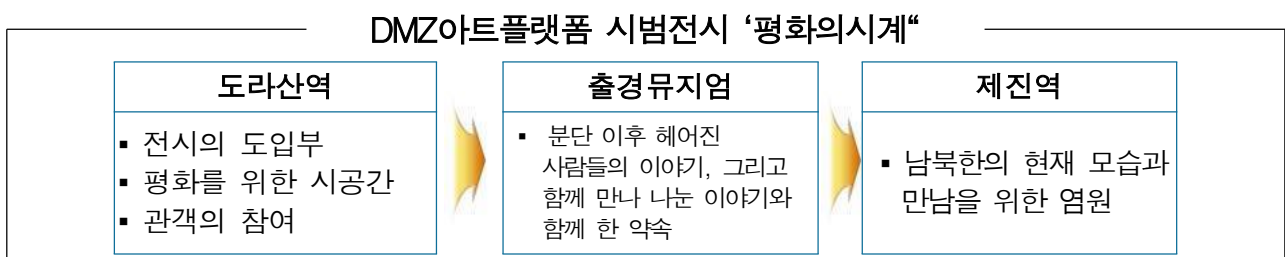 DMZ아트플랫폼 시범전시 ‘평화의시계“
도라산역
▪ 전시의 도입부
▪ 평화를 위한 시공간
▪ 관객의 참여
출경뮤지엄
▪ 분단 이후 헤어진
사람들의 이야기, 그리고
함께 만나 나눈 이야기와
함께 한 약속
제진역
▪ 남북한의 현재 모습과
만남을 위한 염원